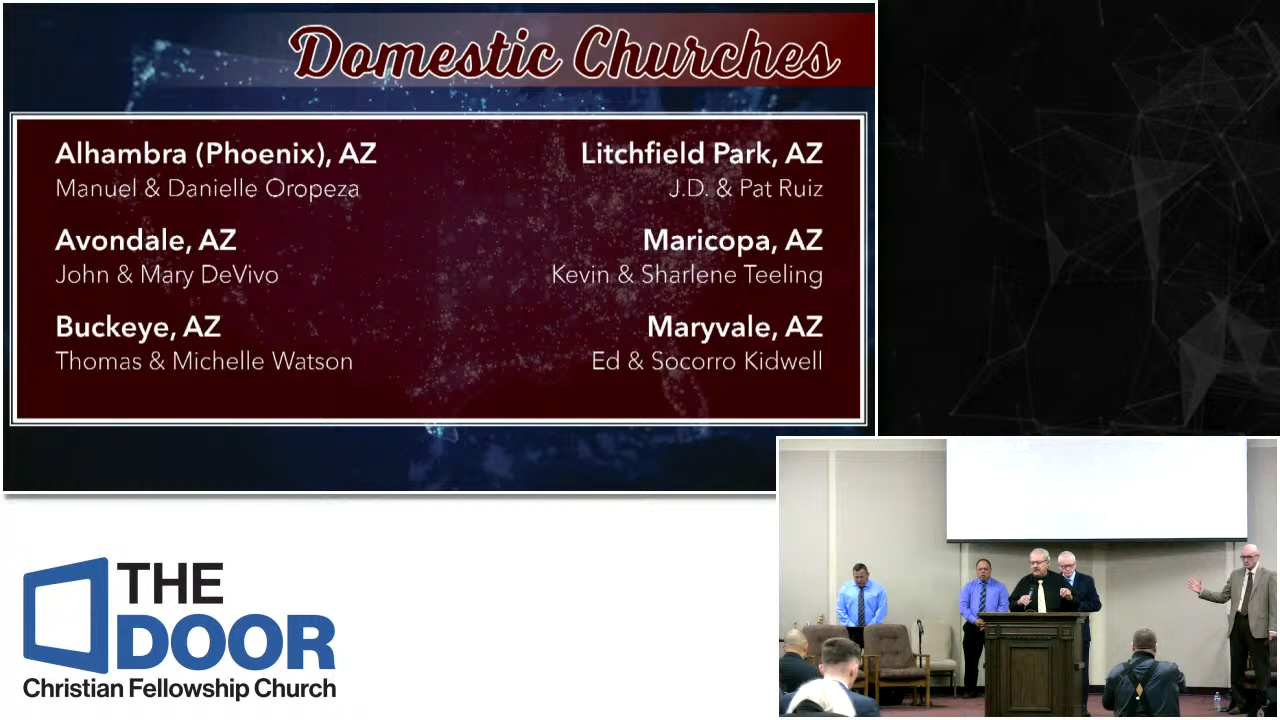 Domestic Churches
Alhambra (Phoenix), AZ
Manuel & Danielle Oropeza
Avondale, AZ
John & Mary DeVivo
Buckeye, AZ
Thomas & Michelle Watson
Litchfield Park, AZ
J.D. & Pat Ruiz
Maricopa, AZ
Kevin & Sharlene Teeling
Maryvale, AZ
Ed & Socorro Kidwell
THE
DOOR
Christian Fellowship Church